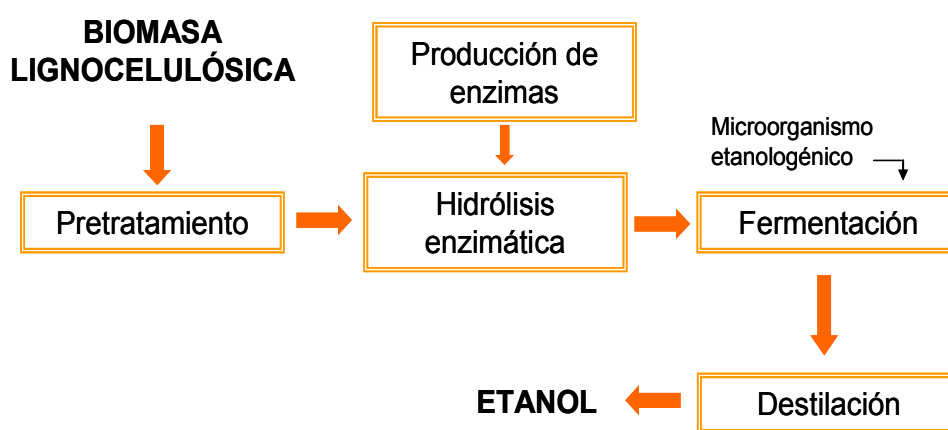 BIOMASA
LIGNOCELULÓSICA
Producción de
enzimas
Microorganismo
etanologénico
Pretratamiento
Hidrólisis
enzimática
Fermentación
ETANOL
Destilación